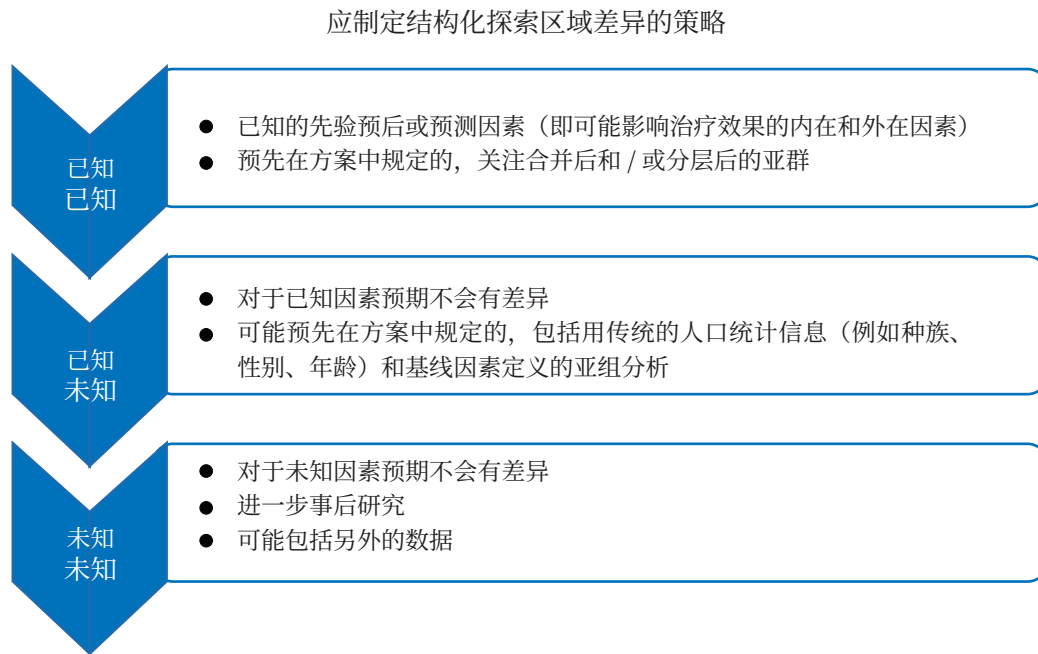 应制定结构化探索区域差异的策略
已知
已知
● 已知的先验预后或预测因素（即可能影响治疗效果的内在和外在因素）
● 预先在方案中规定的，关注合并后和 / 或分层后的亚群
已知
未知
● 对于已知因素预期不会有差异
● 可能预先在方案中规定的，包括用传统的人口统计信息（例如种族、
性别、年龄）和基线因素定义的亚组分析
未知
未知
● 对于未知因素预期不会有差异
● 进一步事后研究
● 可能包括另外的数据